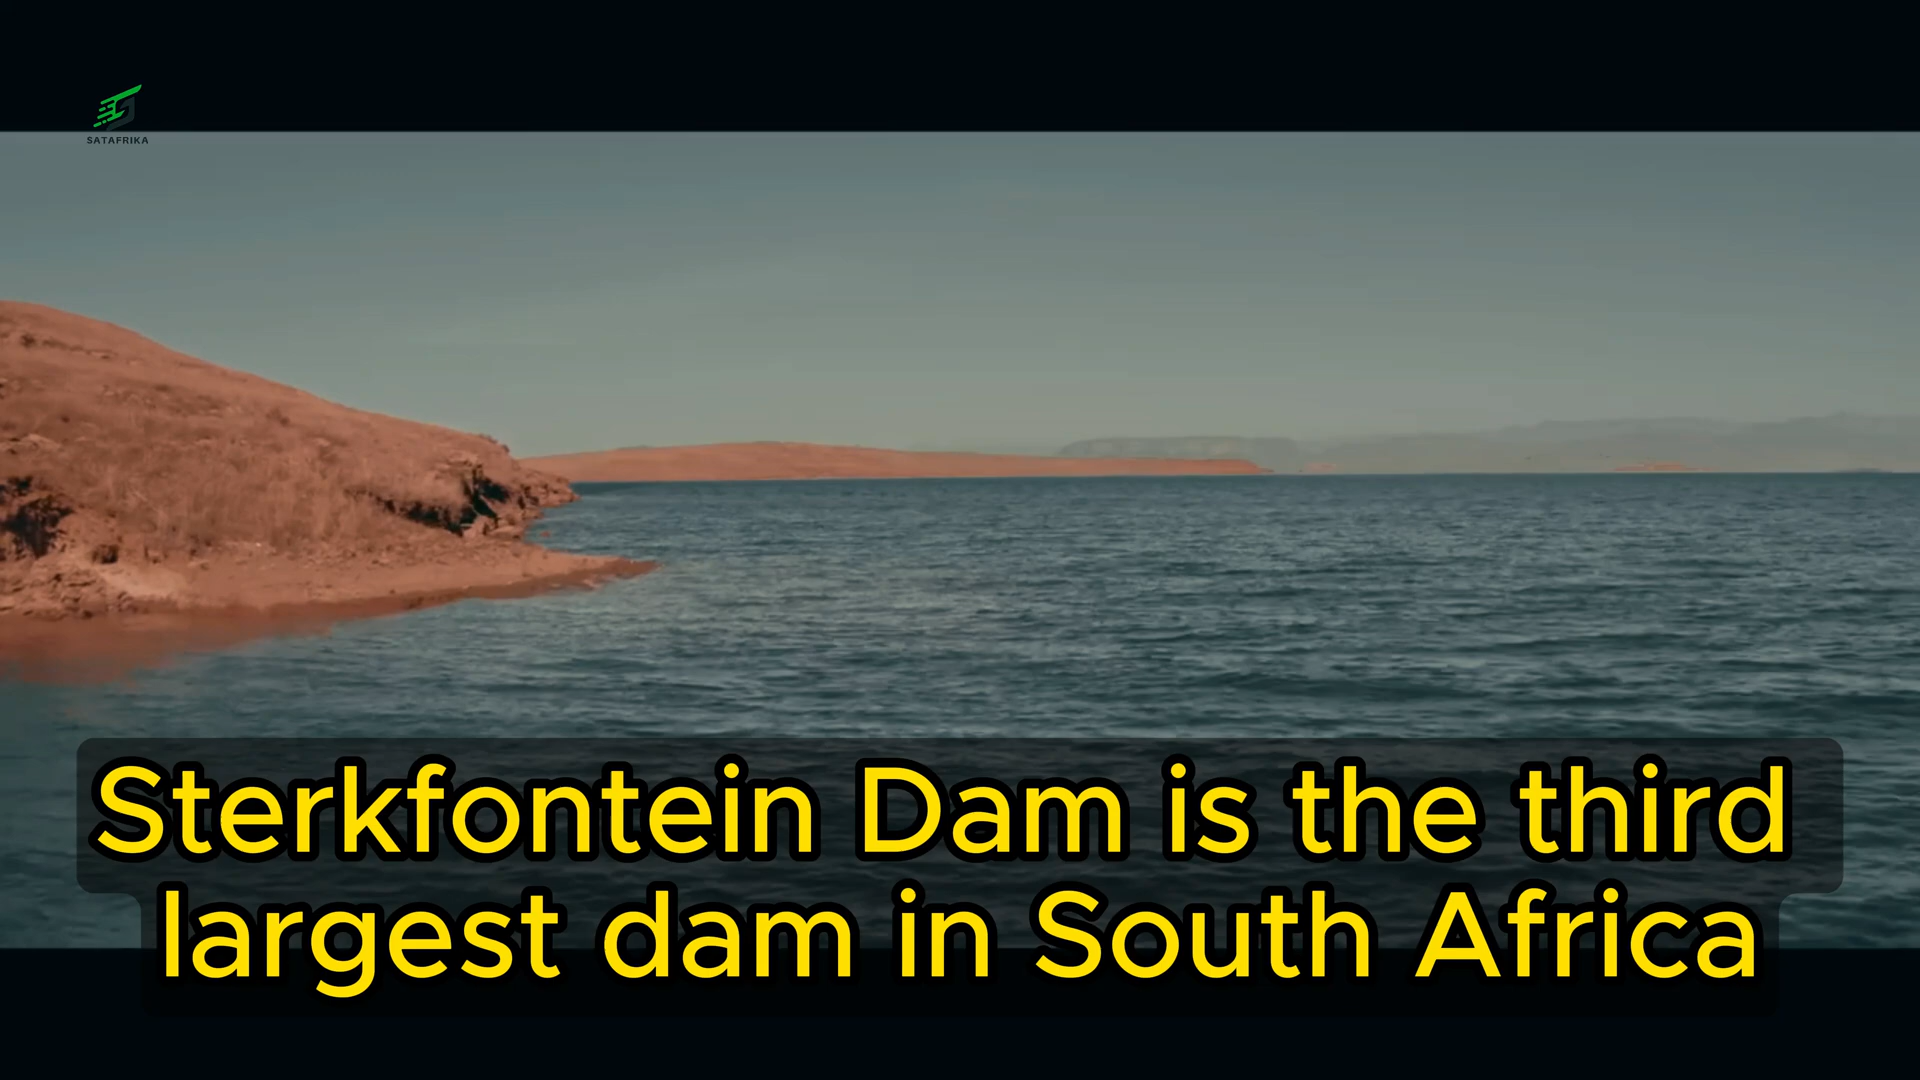 SATAFRIKA
Sterkfontein Dam is the third
largest dam in South Africa